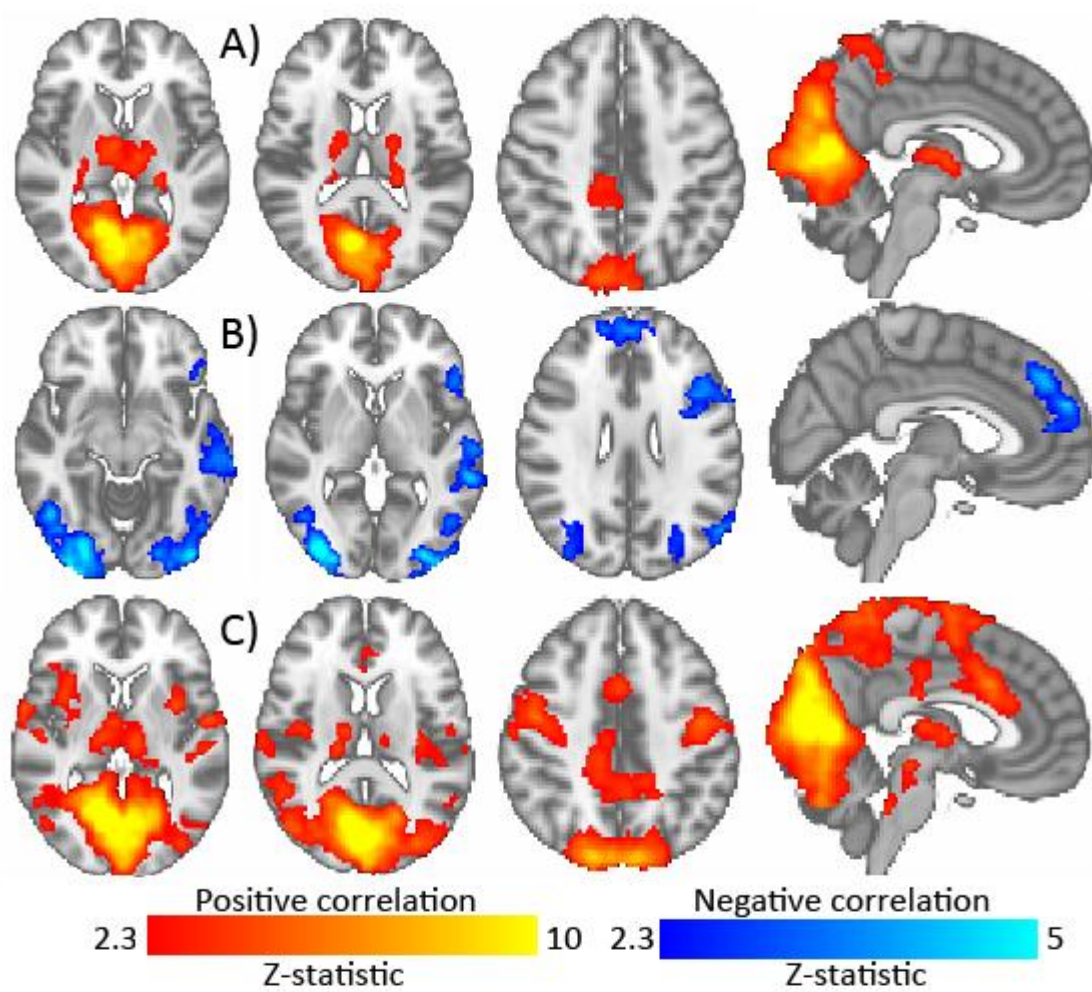 A)
B)
C)
Positive correlation Negative correlation
2.3 10 2.3 5
Z-statistic Z-statistic